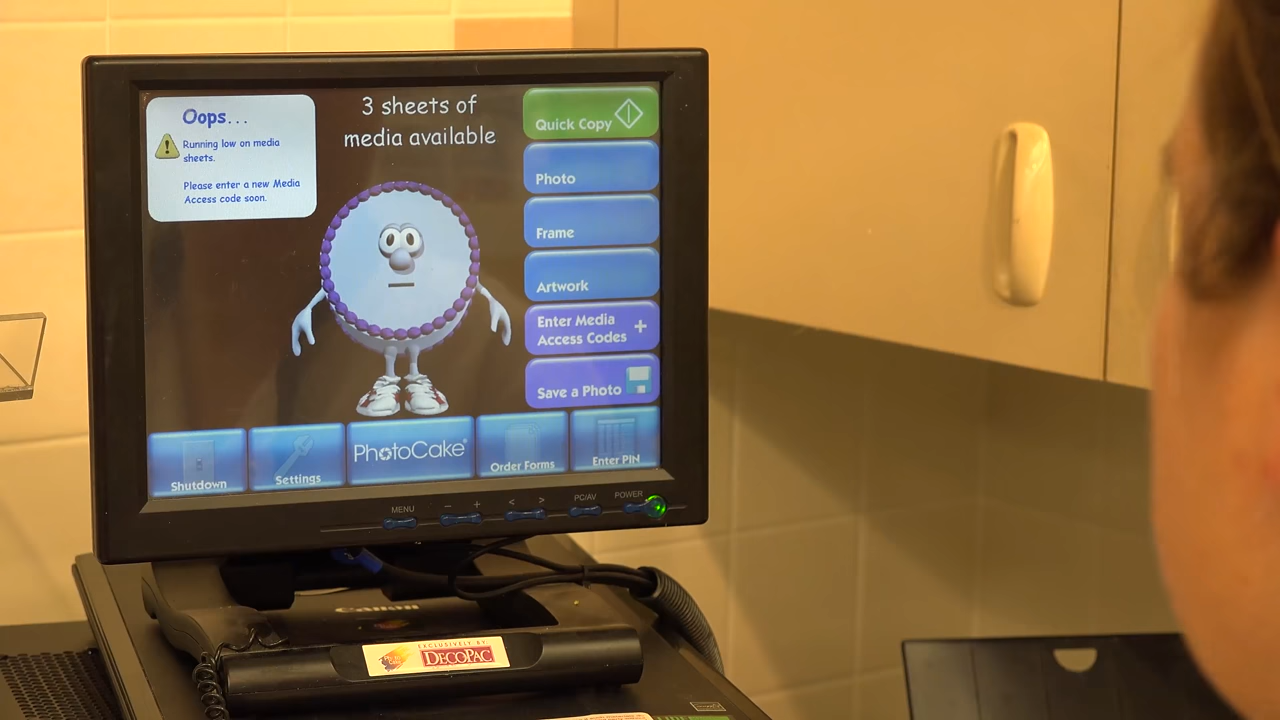 Oops...
Running low on media
sheets.
Please enter a new Media
Access code soon.
3 sheets of
media available
Quick Copy
Photo
Frame
Artwork
Enter Media
Access Codes +
Save a Photo
Shutdown
Settings
PhotoCake®
Order Forms
Enter PIN
MENU
- +
< >
PC/AV
POWER
Canon
EXCLUSIVELY BY:
DECOPAC